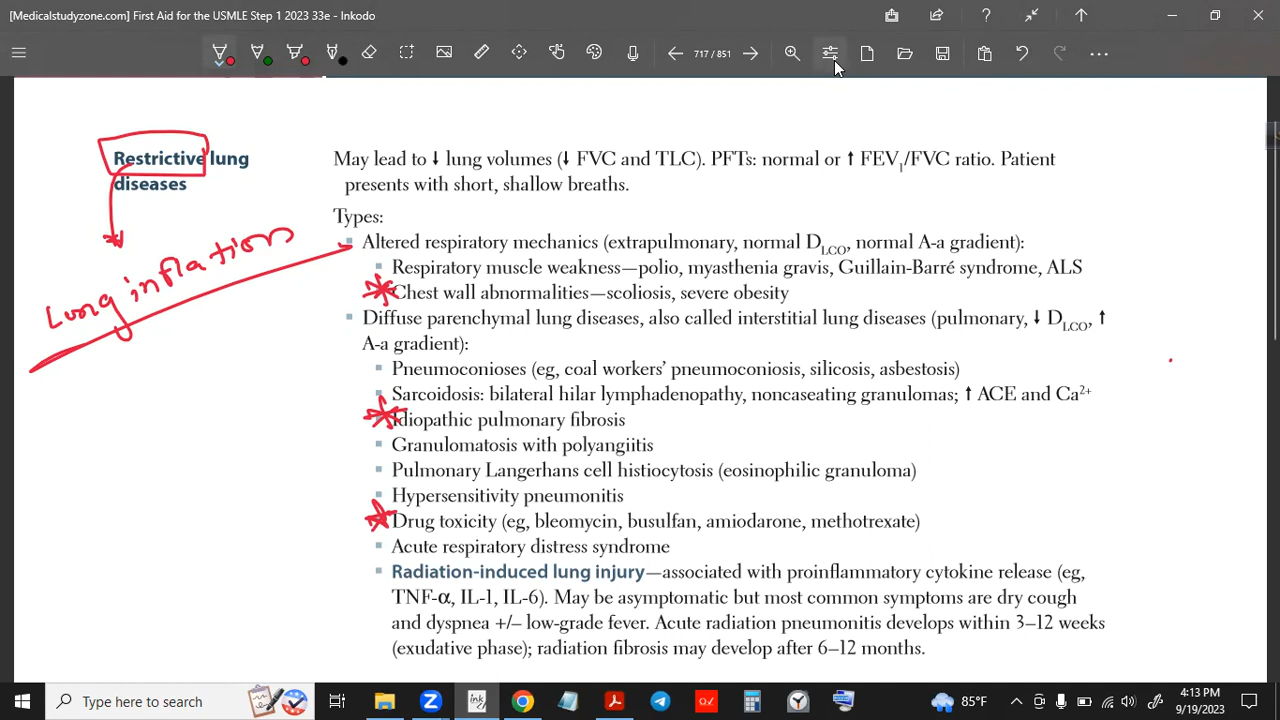 [Medicalstudyzone.com] First Aid for the USMLE Step 1 2023 33e - Inkodo
717 / 851
Restrictive lung diseases
May lead to ↓ lung volumes (↓ FVC and TLC). PFTs: normal or ↑ FEV1/FVC ratio. Patient
presents with short, shallow breaths.
Types:
Altered respiratory mechanics (extrapulmonary, normal DLCO, normal A-a gradient):
Respiratory muscle weakness—polio, myasthenia gravis, Guillain-Barré syndrome, ALS
Chest wall abnormalities—scoliosis, severe obesity
Lung inflation
Diffuse parenchymal lung diseases, also called interstitial lung diseases (pulmonary, ↓ DLCO, ↑
A-a gradient):
Pneumoconioses (eg, coal workers’ pneumoconiosis, silicosis, asbestosis)
Sarcoidosis: bilateral hilar lymphadenopathy, noncaseating granulomas; ↑ ACE and Ca2+
Idiopathic pulmonary fibrosis
Granulomatosis with polyangiitis
Pulmonary Langerhans cell histiocytosis (eosinophilic granuloma)
Hypersensitivity pneumonitis
Drug toxicity (eg, bleomycin, busulfan, amiodarone, methotrexate)
Acute respiratory distress syndrome
Radiation-induced lung injury—associated with proinflammatory cytokine release (eg,
TNF-α, IL-1, IL-6). May be asymptomatic but most common symptoms are dry cough
and dyspnea +/– low-grade fever. Acute radiation pneumonitis develops within 3–12 weeks
(exudative phase); radiation fibrosis may develop after 6–12 months.
Type here to search
85°F
4:13 PM
9/19/2023